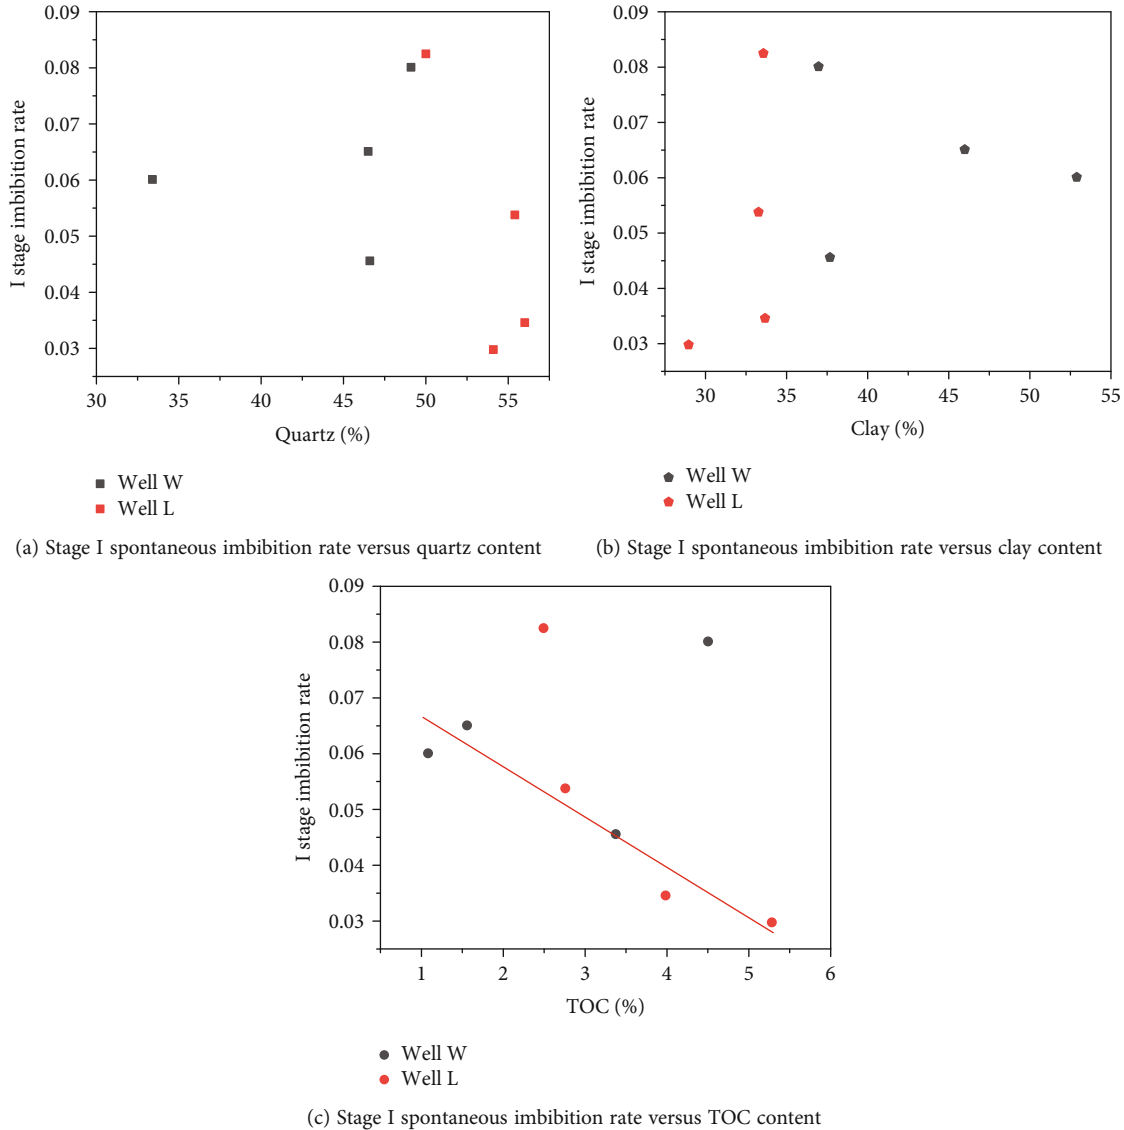 0.09
0.08
0.07
0.06
0.05
0.04
0.03
I stage imbibition rate
30 35 40 45 50 55
Quartz (%)
Well W
Well L
(a) Stage I spontaneous imbibition rate versus quartz content
0.09
0.08
0.07
0.06
0.05
0.04
0.03
I stage imbibition rate
30 35 40 45 50 55
Clay (%)
Well W
Well L
(b) Stage I spontaneous imbibition rate versus clay content
0.09
0.08
0.07
0.06
0.05
0.04
0.03
I stage imbibition rate
1 2 3 4 5 6
TOC (%)
Well W
Well L
(c) Stage I spontaneous imbibition rate versus TOC content